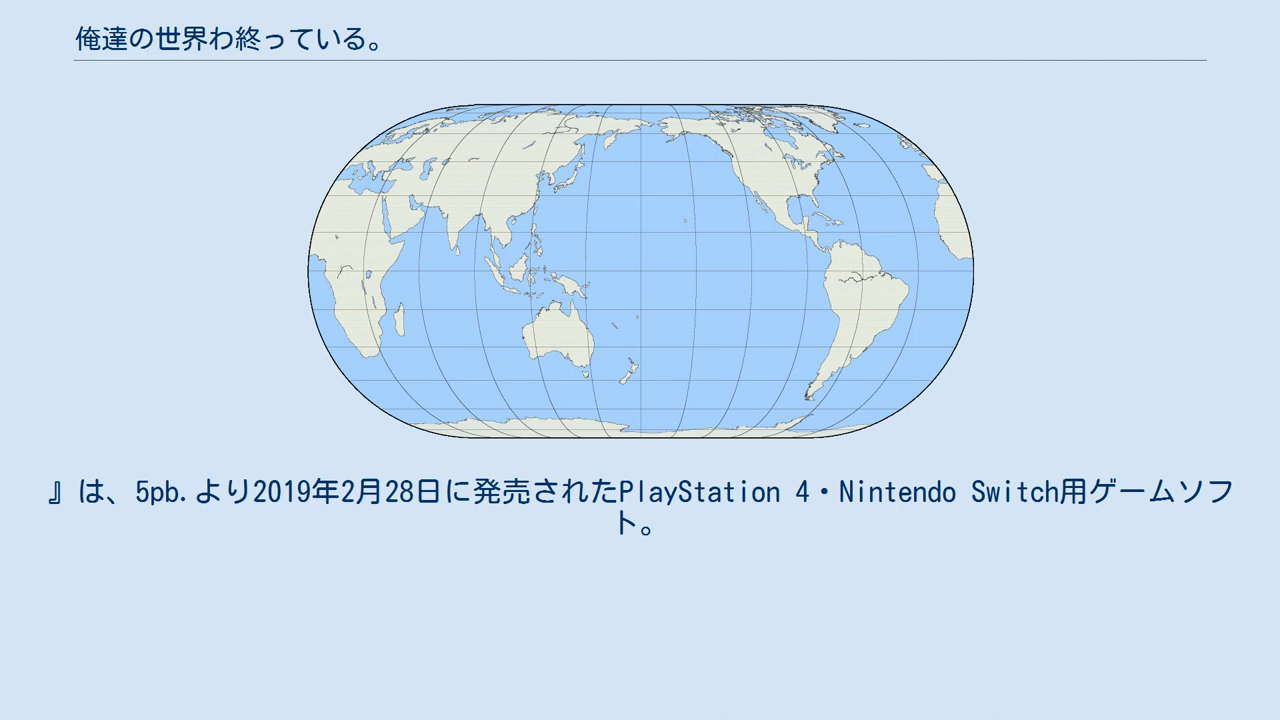 俺達の世界わ終っている。
』は、5pb.より2019年2月28日に発売されたPlayStation 4・Nintendo Switch用ゲームソフ
ト。